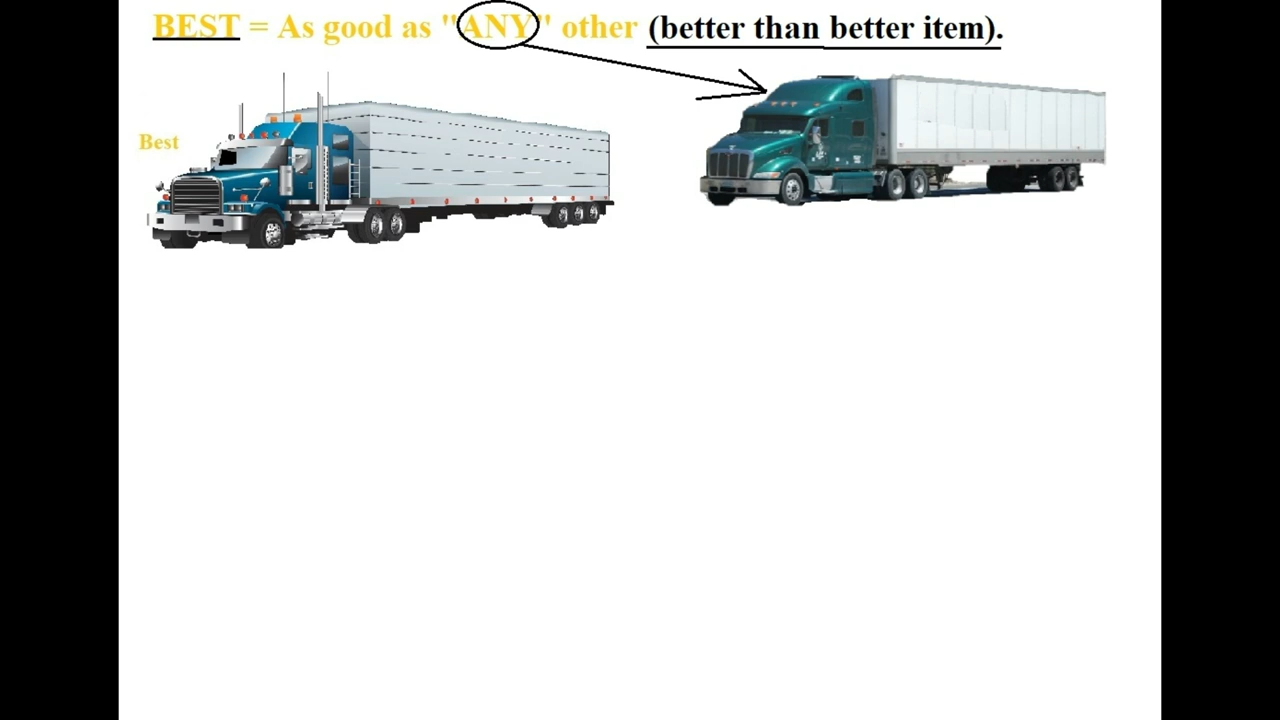 BEST = As good as "ANY" other (better than better item).
Best